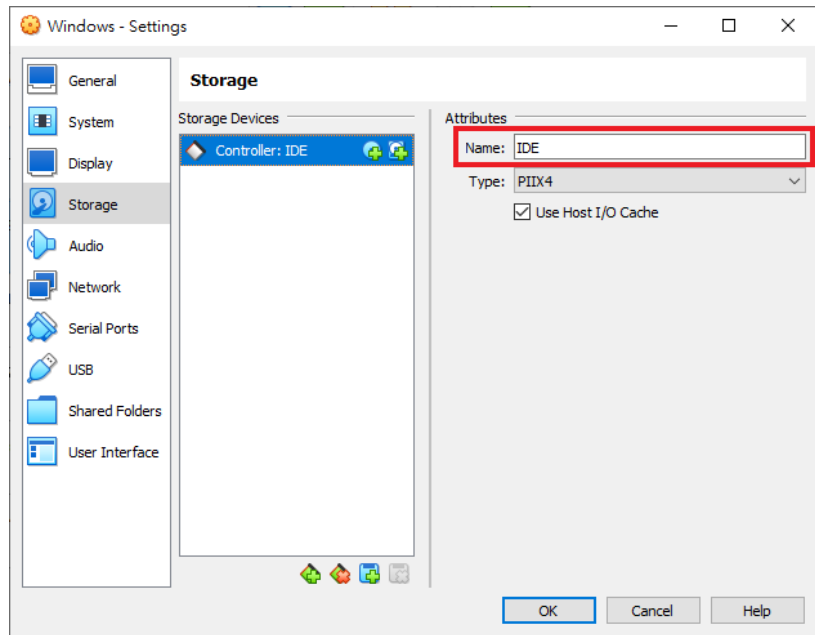 Windows - Settings
General
System
Display
Storage
Audio
Network
Serial Ports
USB
Shared Folders
User Interface
Storage
Storage Devices
Controller: IDE
Attributes
Name: IDE
Type: PIIX4
Use Host I/O Cache
OK Cancel Help